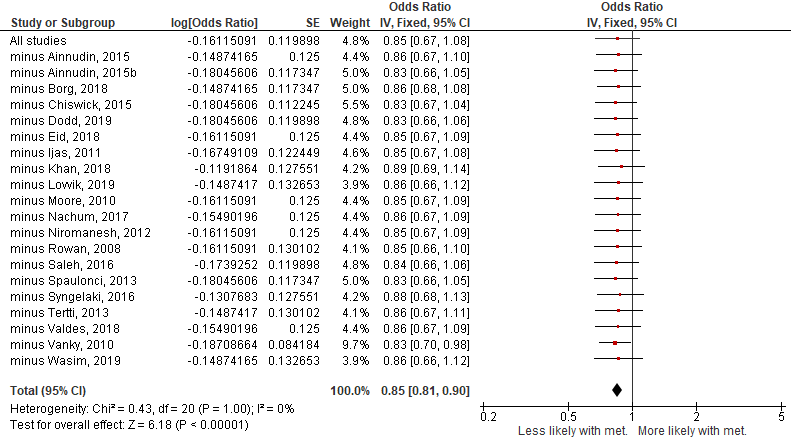 Odds Ratio Odds Ratio
Study or Subgroup log[Odds Ratio] SE Weight IV, Fixed, 95% CI IV, Fixed, 95% CI
All studies -0.16115091 0.119898 4.8% 0.85 [0.67, 1.08]
minus Ainnudin, 2015 -0.14874165 0.125 4.4% 0.86 [0.67, 1.10]
minus Ainnudin, 2015b -0.18045606 0.117347 5.0% 0.83 [0.66, 1.05]
minus Borg, 2018 -0.14874165 0.117347 5.0% 0.86 [0.68, 1.08]
minus Chiswick, 2015 -0.18045606 0.112245 5.5% 0.83 [0.67, 1.04]
minus Dodd, 2019 -0.18045606 0.119898 4.8% 0.83 [0.66, 1.06]
minus Eid, 2018 -0.16115091 0.125 4.4% 0.85 [0.67, 1.09]
minus Ijas, 2011 -0.16749109 0.122449 4.6% 0.85 [0.67, 1.08]
minus Khan, 2018 -0.1191864 0.127551 4.2% 0.89 [0.69, 1.14]
minus Lowik, 2019 -0.1487417 0.132653 3.9% 0.86 [0.66, 1.12]
minus Moore, 2010 -0.16115091 0.125 4.4% 0.85 [0.67, 1.09]
minus Nachum, 2017 -0.15490196 0.125 4.4% 0.86 [0.67, 1.09]
minus Niromanesh, 2012 -0.16115091 0.125 4.4% 0.85 [0.67, 1.09]
minus Rowan, 2008 -0.16115091 0.130102 4.1% 0.85 [0.66, 1.10]
minus Saleh, 2016 -0.1739252 0.119898 4.8% 0.84 [0.66, 1.06]
minus Spaulonci, 2013 -0.18045606 0.117347 5.0% 0.83 [0.66, 1.05]
minus Syngelaki, 2016 -0.1307683 0.127551 4.2% 0.88 [0.68, 1.13]
minus Tertti, 2013 -0.1487417 0.130102 4.1% 0.86 [0.67, 1.11]
minus Valdes, 2018 -0.15490196 0.125 4.4% 0.86 [0.67, 1.09]
minus Vanky, 2010 -0.18708664 0.084184 9.7% 0.83 [0.70, 0.98]
minus Wasim, 2019 -0.14874165 0.132653 3.9% 0.86 [0.66, 1.12]
Total (95% CI) 100.0% 0.85 [0.81, 0.90]
Heterogeneity: Chi² = 0.43, df = 20 (P = 1.00); I² = 0%
Test for overall effect: Z = 6.18 (P < 0.00001)
0.2 0.5 1 2 5
Less likely with met. More likely with met.